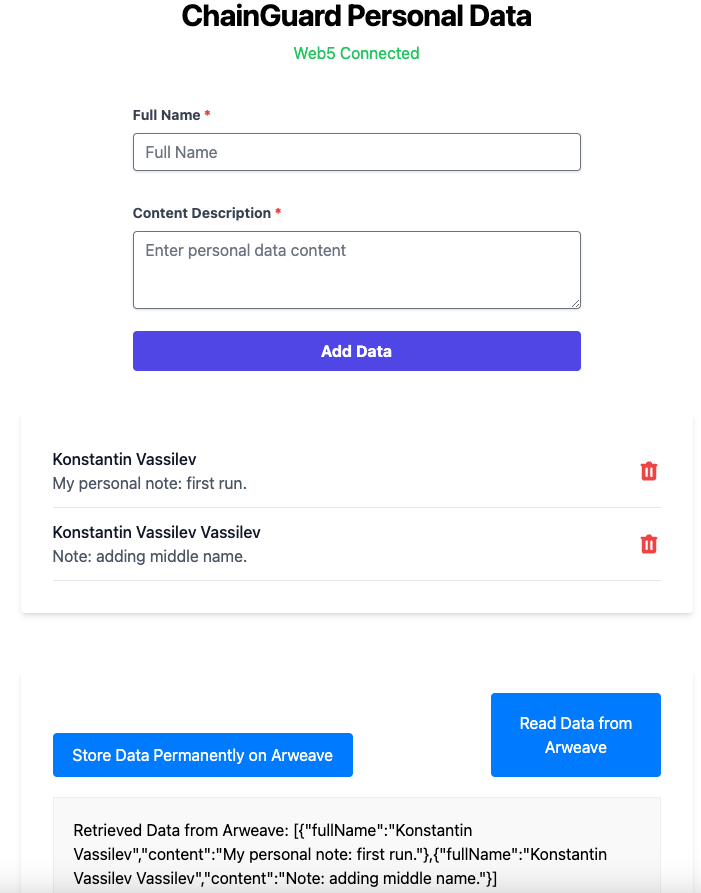 ChainGuard Personal Data
Web5 Connected
Full Name *
Full Name
Content Description *
Enter personal data content
Add Data
Konstantin Vassilev
My personal note: first run.
Konstantin Vassilev Vassilev
Note: adding middle name.
Store Data Permanently on Arweave
Read Data from
Arweave
Retrieved Data from Arweave: [{"fullName":"Konstantin
Vassilev","content":"My personal note: first run."},{"fullName":"Konstantin
Vassilev Vassilev","content":"Note: adding middle name."}]